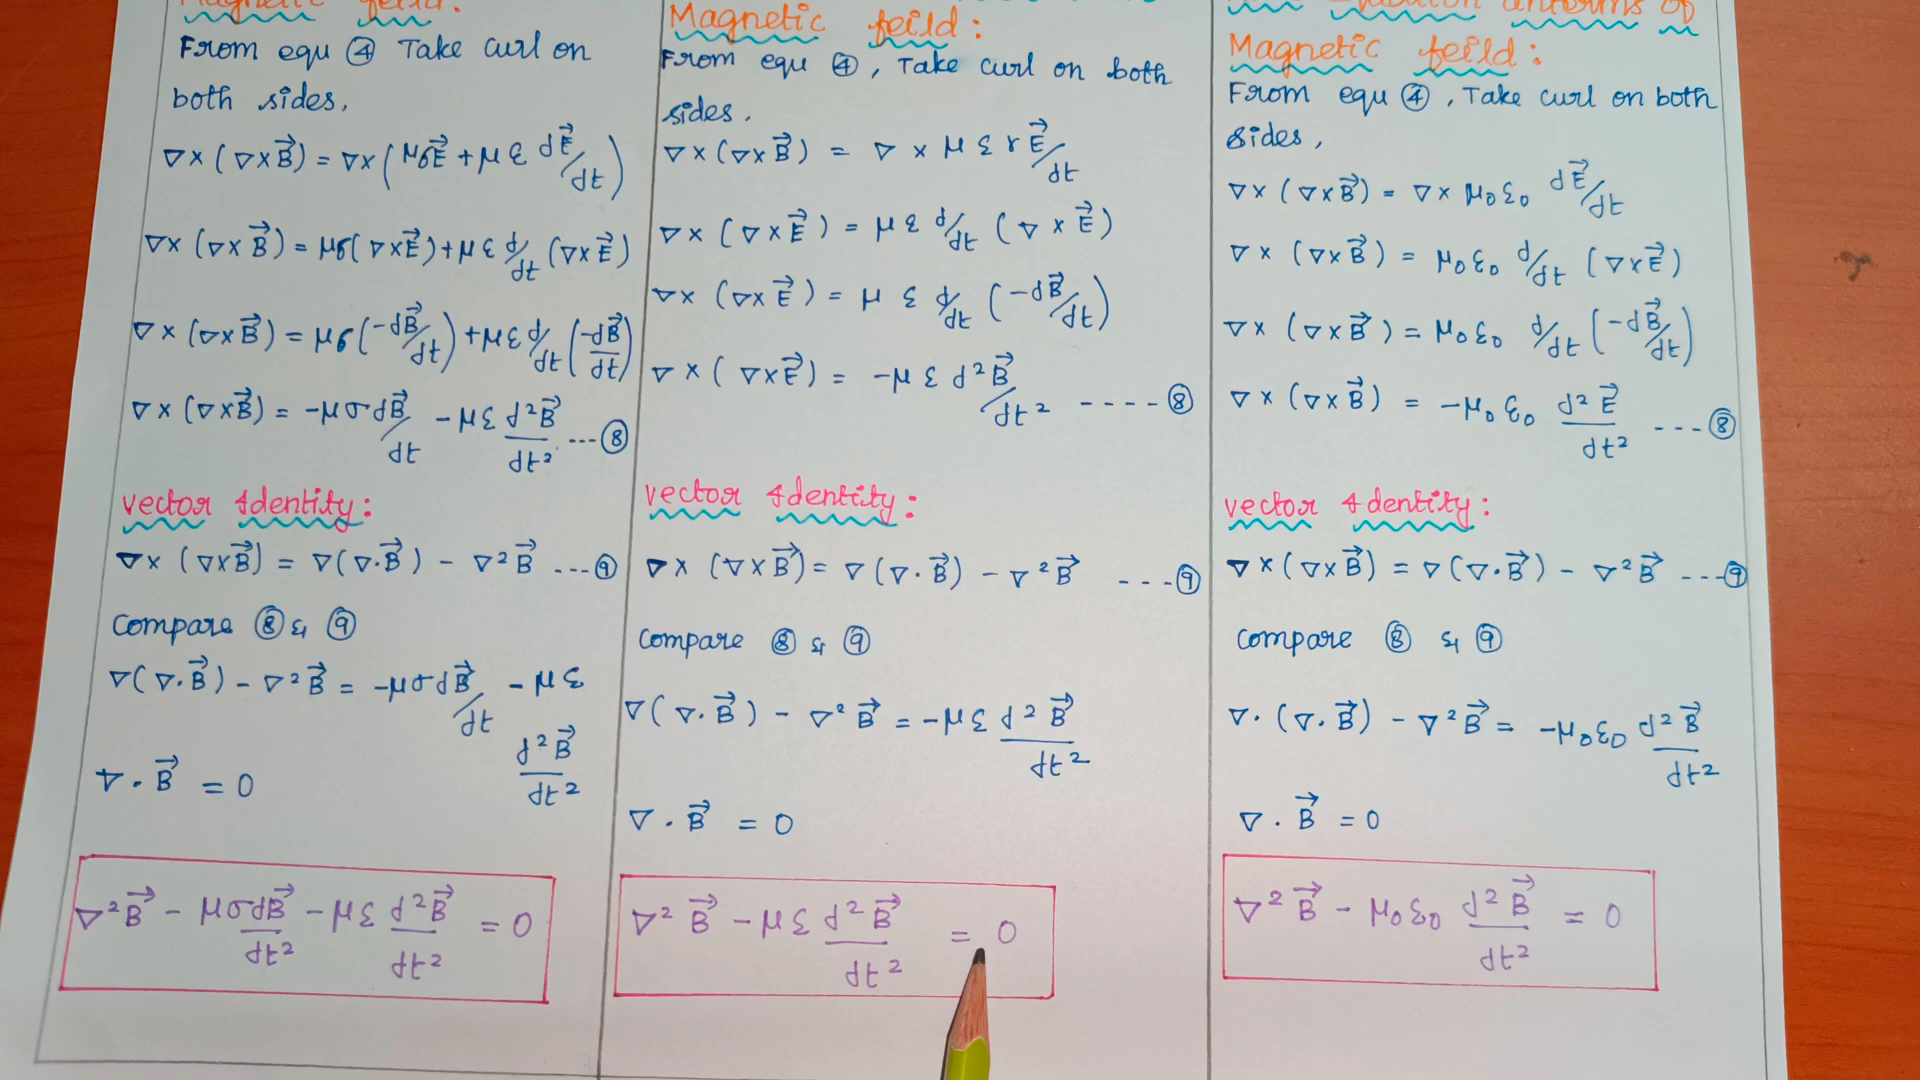 Magnetic feild:
From equ ④ Take curl on
both sides,
∇×(∇×B⃗) = ∇×(μσE⃗ + με dE⃗/dt)
∇×(∇×B⃗) = μσ(∇×E⃗) + με d/dt (∇×E⃗)
∇×(∇×B⃗) = μσ(-dB⃗/dt) + με d/dt (-dB⃗/dt)
∇×(∇×B⃗) = -μσ dB⃗/dt - με d²B⃗/dt² ---⑧
vector Identity:
∇×(∇×B⃗) = ∇(∇.B⃗) - ∇²B⃗ ---⑨
compare ⑧ & ⑨
∇(∇.B⃗) - ∇²B⃗ = -μσ dB⃗/dt - με
d²B⃗/dt²
∇.B⃗ = 0
∇²B⃗ - μσ dB⃗/dt² - με d²B⃗/dt² = 0
Magnetic feild:
From equ ④, Take curl on both
sides.
∇×(∇×B⃗) = ∇ × με r E⃗/dt
∇×(∇×E⃗) = με d/dt (∇×E⃗)
∇×(∇×E⃗) = με d/dt (-dB⃗/dt)
∇×(∇×E⃗) = -με d²B⃗/dt² ----⑧
vector Identity:
∇×(∇×B⃗) = ∇(∇.B⃗) - ∇²B⃗ ---⑨
compare ⑧ & ⑨
∇(∇.B⃗) - ∇²B⃗ = -με d²B⃗/dt²
∇.B⃗ = 0
∇²B⃗ - με d²B⃗/dt² = 0
Equation interms of
Magnetic feild:
From equ ④, Take curl on both
sides,
∇×(∇×B⃗) = ∇×μ₀ε₀ dE⃗/dt
∇×(∇×B⃗) = μ₀ε₀ d/dt (∇×E⃗)
∇×(∇×B⃗) = μ₀ε₀ d/dt (-dB⃗/dt)
∇×(∇×B⃗) = -μ₀ε₀ d²E⃗/dt² ---⑧
vector Identity:
∇×(∇×B⃗) = ∇(∇.B⃗) - ∇²B⃗ ---⑨
compare ⑧ & ⑨
∇.(∇.B⃗) - ∇²B⃗ = -μ₀ε₀ d²B⃗/dt²
∇.B⃗ = 0
∇²B⃗ - μ₀ε₀ d²B⃗/dt² = 0